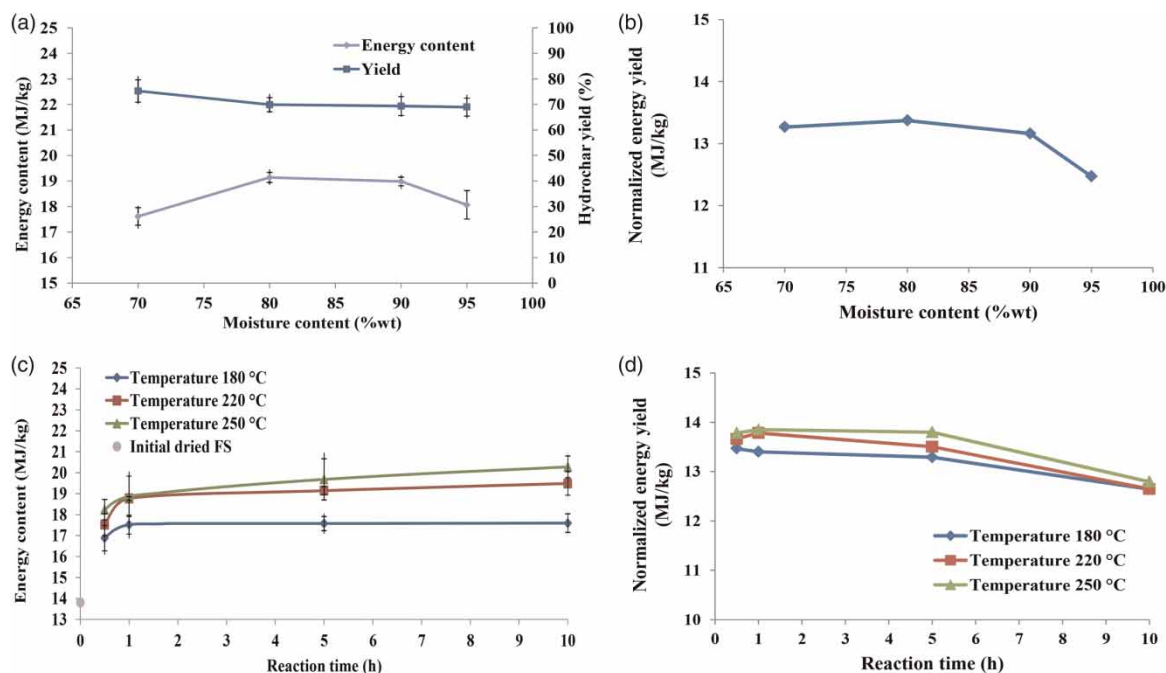 (a)
Energy content (MJ/kg)
25
24
23
22
21
20
19
18
17
16
15
Energy content
Yield
100
90
80
70
60
50
40
30
20
10
0
Hydrochar yield (%)
65 70 75 80 85 90 95 100
Moisture content (%wt)
(b)
Normalized energy yield
(MJ/kg)
15
14
13
12
11
65 70 75 80 85 90 95 100
Moisture content (%wt)
(c)
Energy content (MJ/kg)
25
24
23
22
21
20
19
18
17
16
15
14
13
Temperature 180 °C
Temperature 220 °C
Temperature 250 °C
Initial dried FS
0 1 2 3 4 5 6 7 8 9 10
Reaction time (h)
(d)
Normalized energy yield
(MJ/kg)
15
14
13
12
11
10
Temperature 180 °C
Temperature 220 °C
Temperature 250 °C
0 1 2 3 4 5 6 7 8 9 10
Reaction time (h)